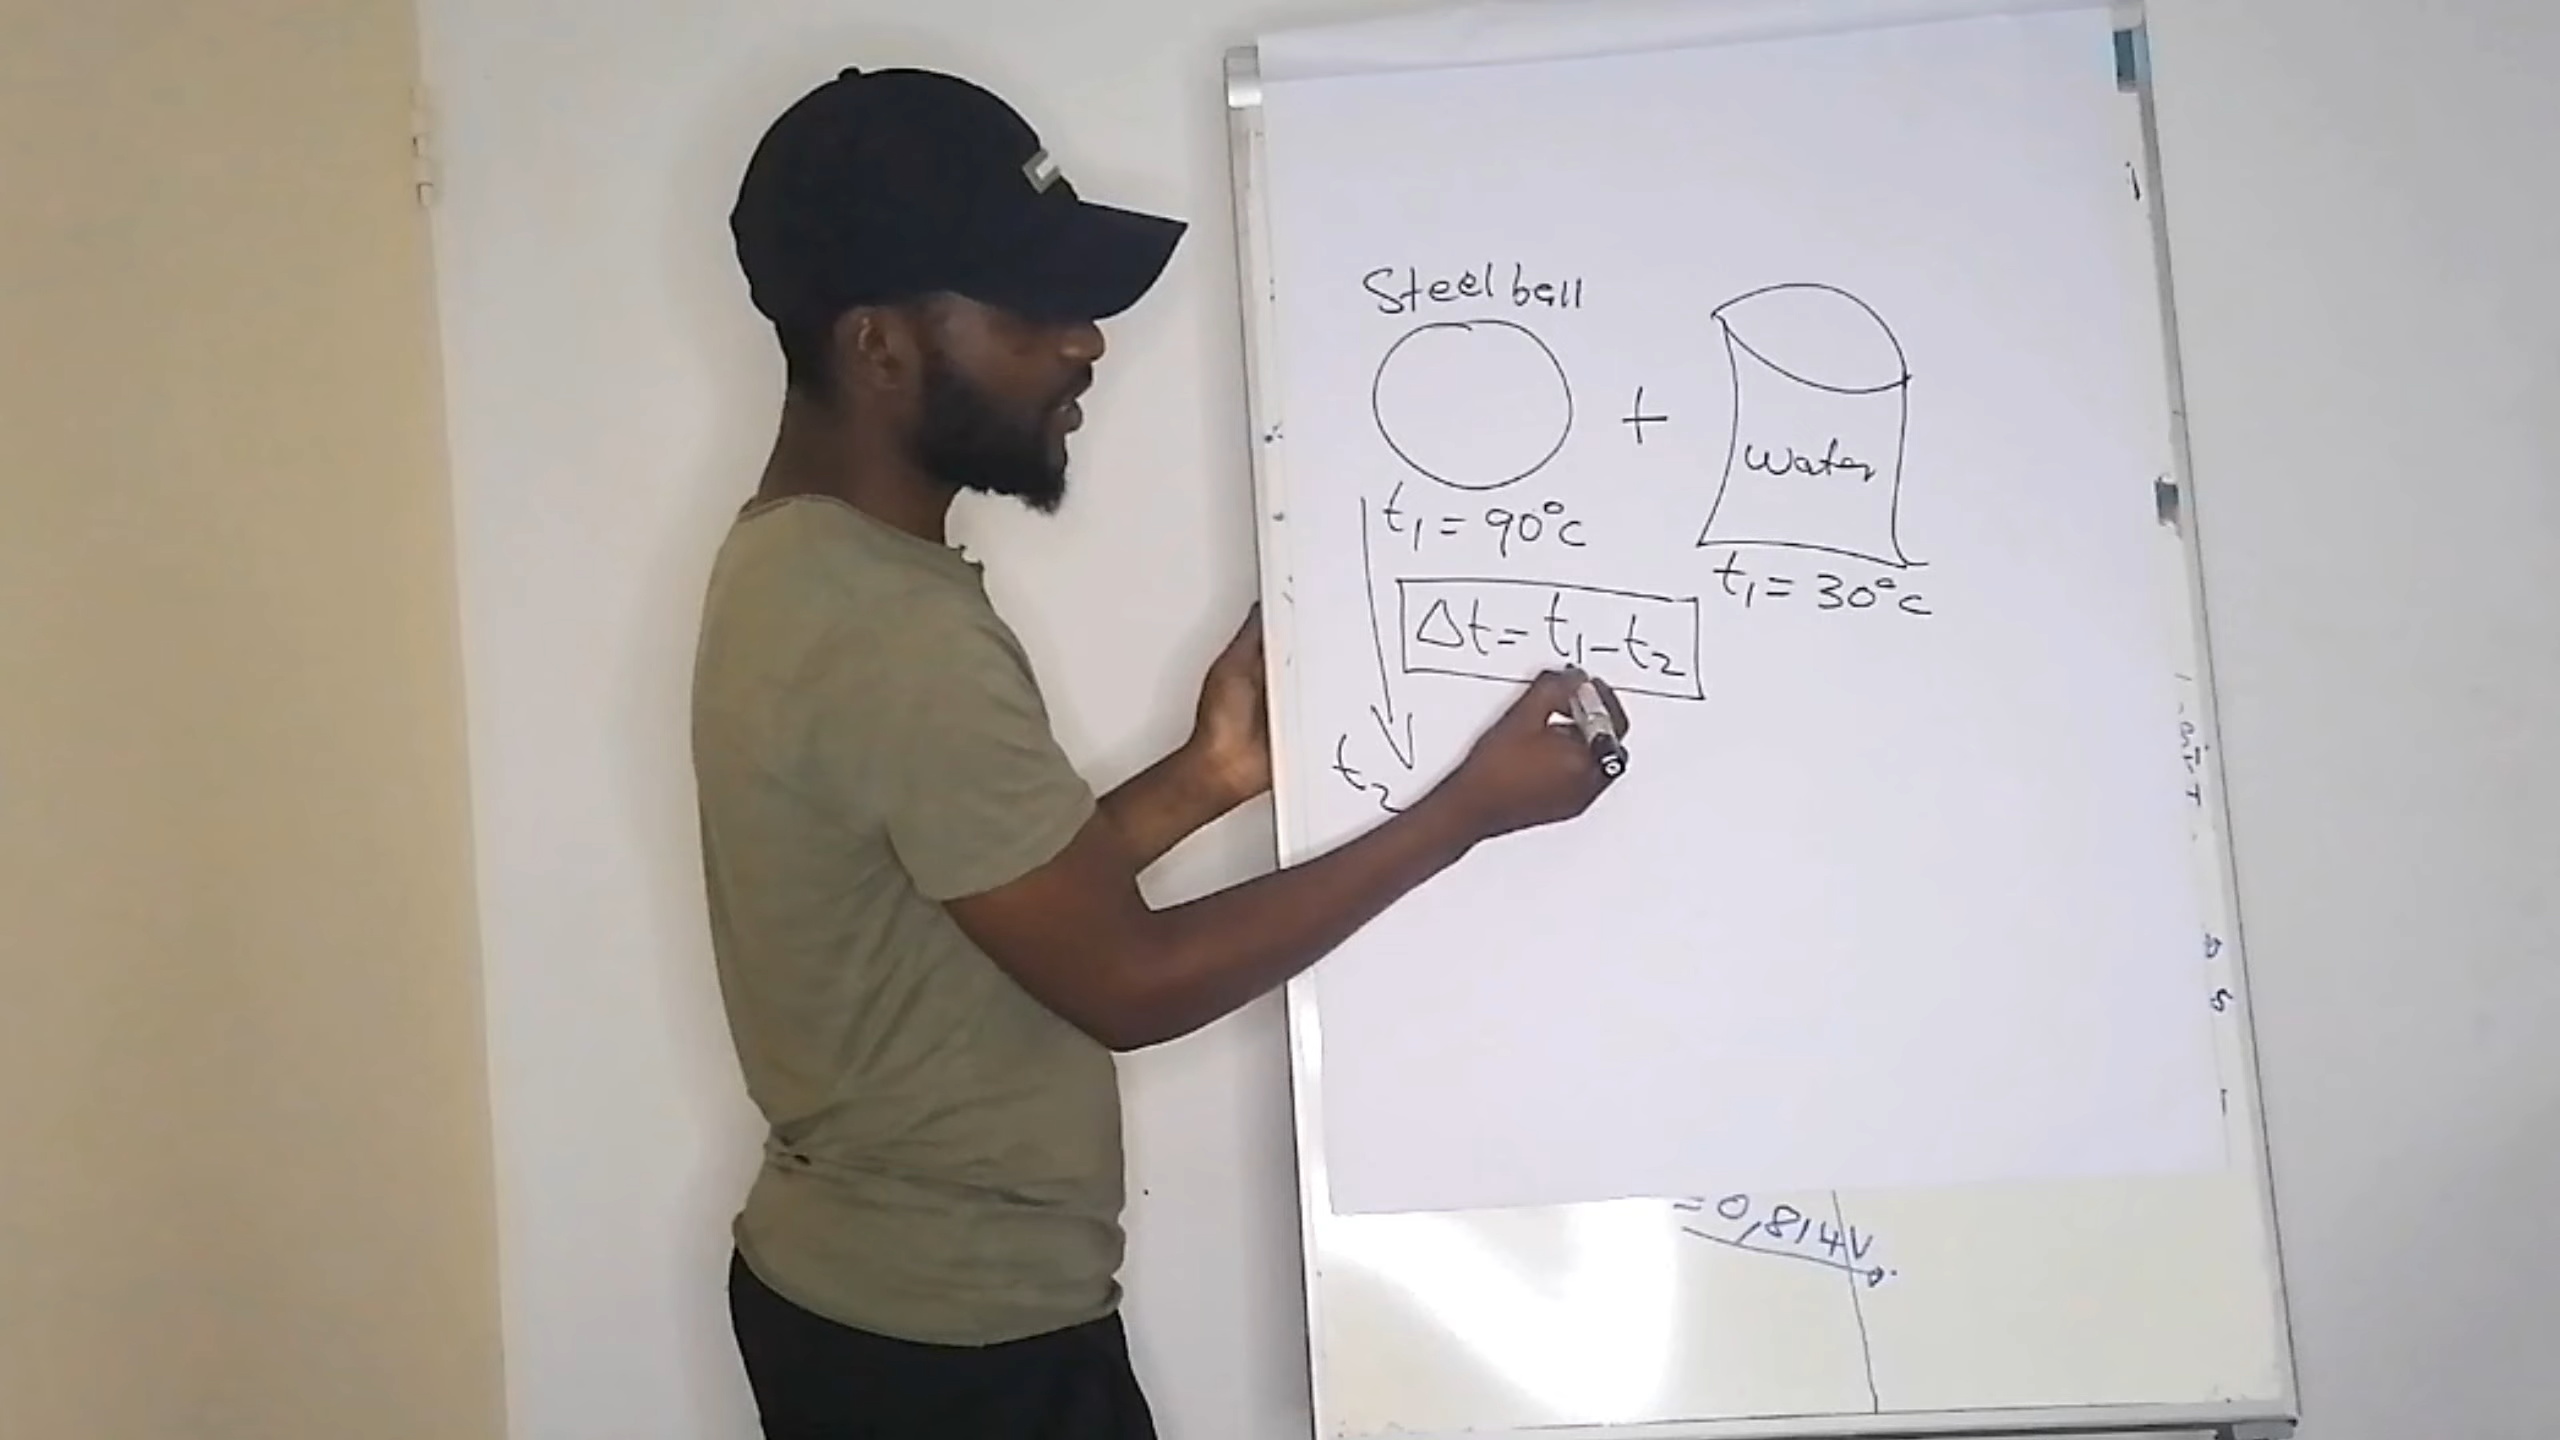 Steel ball
+
water
t₁ = 90°c
t₁ = 30°c
Δt = t₁ - t₂
t₂
= 0,814V